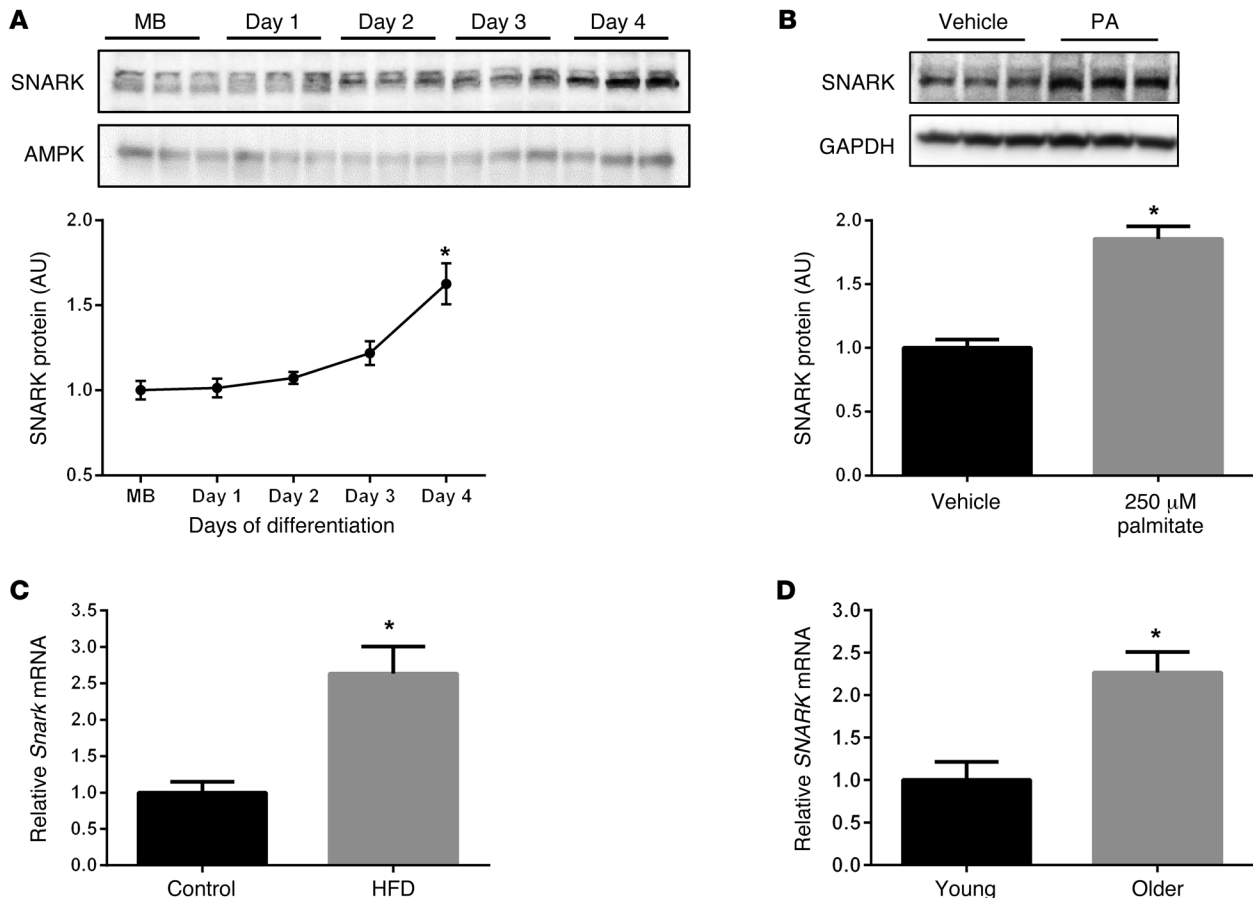 A
MB Day 1 Day 2 Day 3 Day 4
SNARK
AMPK
2.0
1.5
1.0
0.5
SNARK protein (AU)
*
MB Day 1 Day 2 Day 3 Day 4
Days of differentiation
B
Vehicle PA
SNARK
GAPDH
2.0
1.5
1.0
0.5
0.0
SNARK protein (AU)
*
Vehicle 250 μM
palmitate
C
3.5
3.0
2.5
2.0
1.5
1.0
0.5
0.0
Relative Snark mRNA
*
Control HFD
D
3.0
2.5
2.0
1.5
1.0
0.5
0.0
Relative SNARK mRNA
*
Young Older